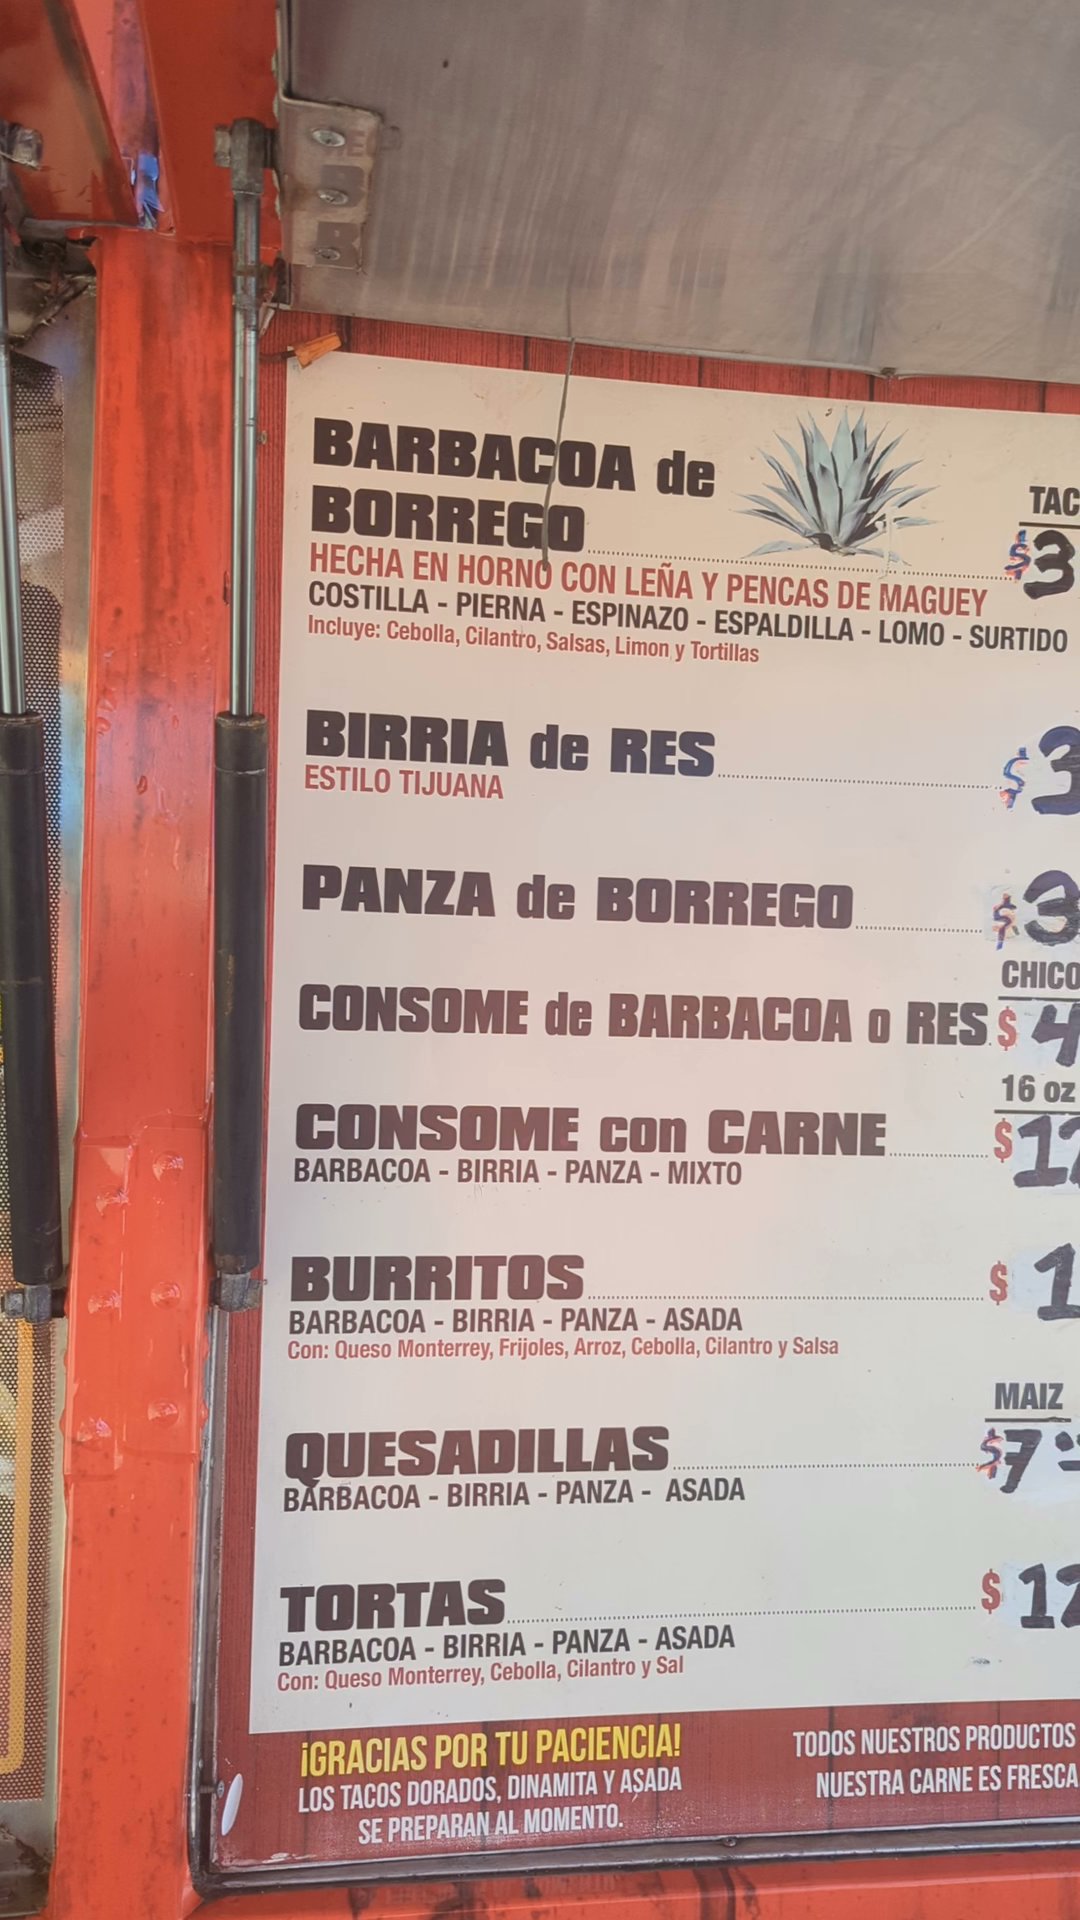 BARBACOA de
BORREGO
TAC
$3
HECHA EN HORNO CON LEÑA Y PENCAS DE MAGUEY
COSTILLA - PIERNA - ESPINAZO - ESPALDILLA - LOMO - SURTIDO
Incluye: Cebolla, Cilantro, Salsas, Limon y Tortillas
BIRRIA de RES $3
ESTILO TIJUANA
PANZA de BORREGO $3
CHICO
CONSOME de BARBACOA o RES $4
16 oz
CONSOME con CARNE $12
BARBACOA - BIRRIA - PANZA - MIXTO
BURRITOS $1
BARBACOA - BIRRIA - PANZA - ASADA
Con: Queso Monterrey, Frijoles, Arroz, Cebolla, Cilantro y Salsa
MAIZ
QUESADILLAS $7
BARBACOA - BIRRIA - PANZA - ASADA
TORTAS $12
BARBACOA - BIRRIA - PANZA - ASADA
Con: Queso Monterrey, Cebolla, Cilantro y Sal
¡GRACIAS POR TU PACIENCIA!
LOS TACOS DORADOS, DINAMITA Y ASADA
SE PREPARAN AL MOMENTO.
TODOS NUESTROS PRODUCTOS
NUESTRA CARNE ES FRESCA